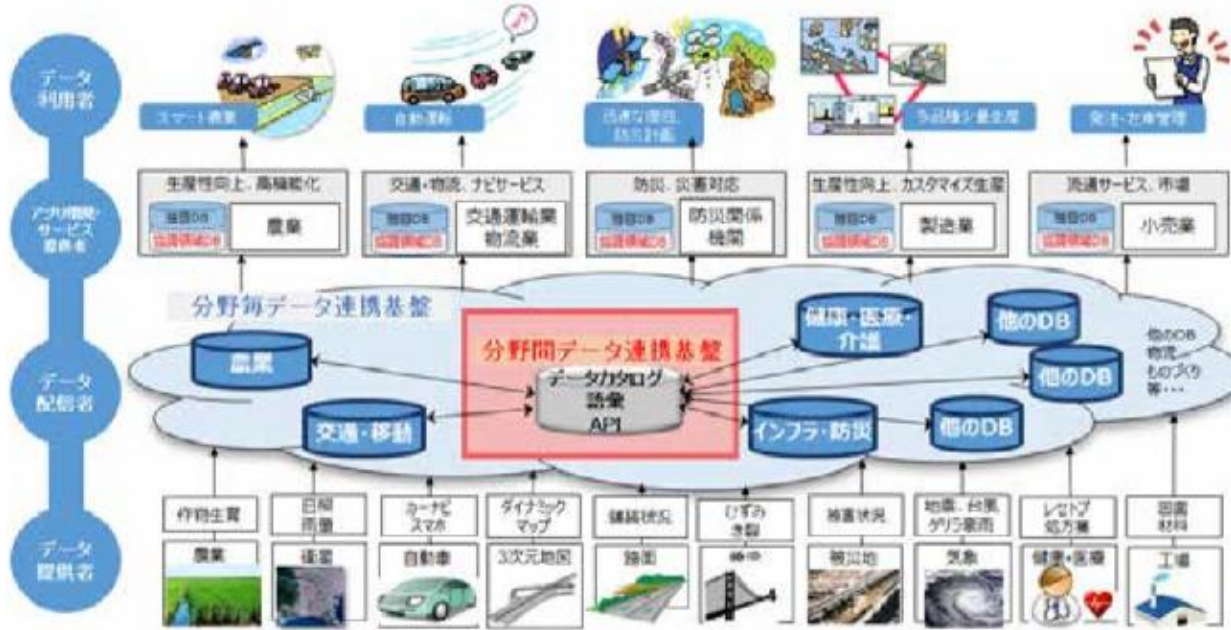 データ
利用者
スマート農業
自動運転
迅速な復旧、
防災計画
多品種少量生産
発注・在庫管理
アプリ開発・
サービス
提供者
生産性向上、高機能化
独自DB
協調領域DB
農業
交通・物流、ナビサービス
独自DB
協調領域DB
交通運輸業
物流業
防災、災害対応
独自DB
協調領域DB
防災関係
機関
生産性向上、カスタマイズ生産
独自DB
協調領域DB
製造業
流通サービス、市場
独自DB
協調領域DB
小売業
データ
配信者
分野毎データ連携基盤
農業
交通・移動
分野間データ連携基盤
データカタログ
語彙
API
健康・医療・
介護
インフラ・防災
他のDB
他のDB
他のDB
他のDB
物流
ものづくり
等・・・
データ
提供者
作物生育
農業
日照
雨量
衛星
カーナビ
スマホ
自動車
ダイナミック
マップ
3次元地図
舗装状況
路面
ひずみ
き裂
被害状況
被災地
地震、台風
ゲリラ豪雨
気象
レセプト
処方箋
健康・医療
図面
材料
工場